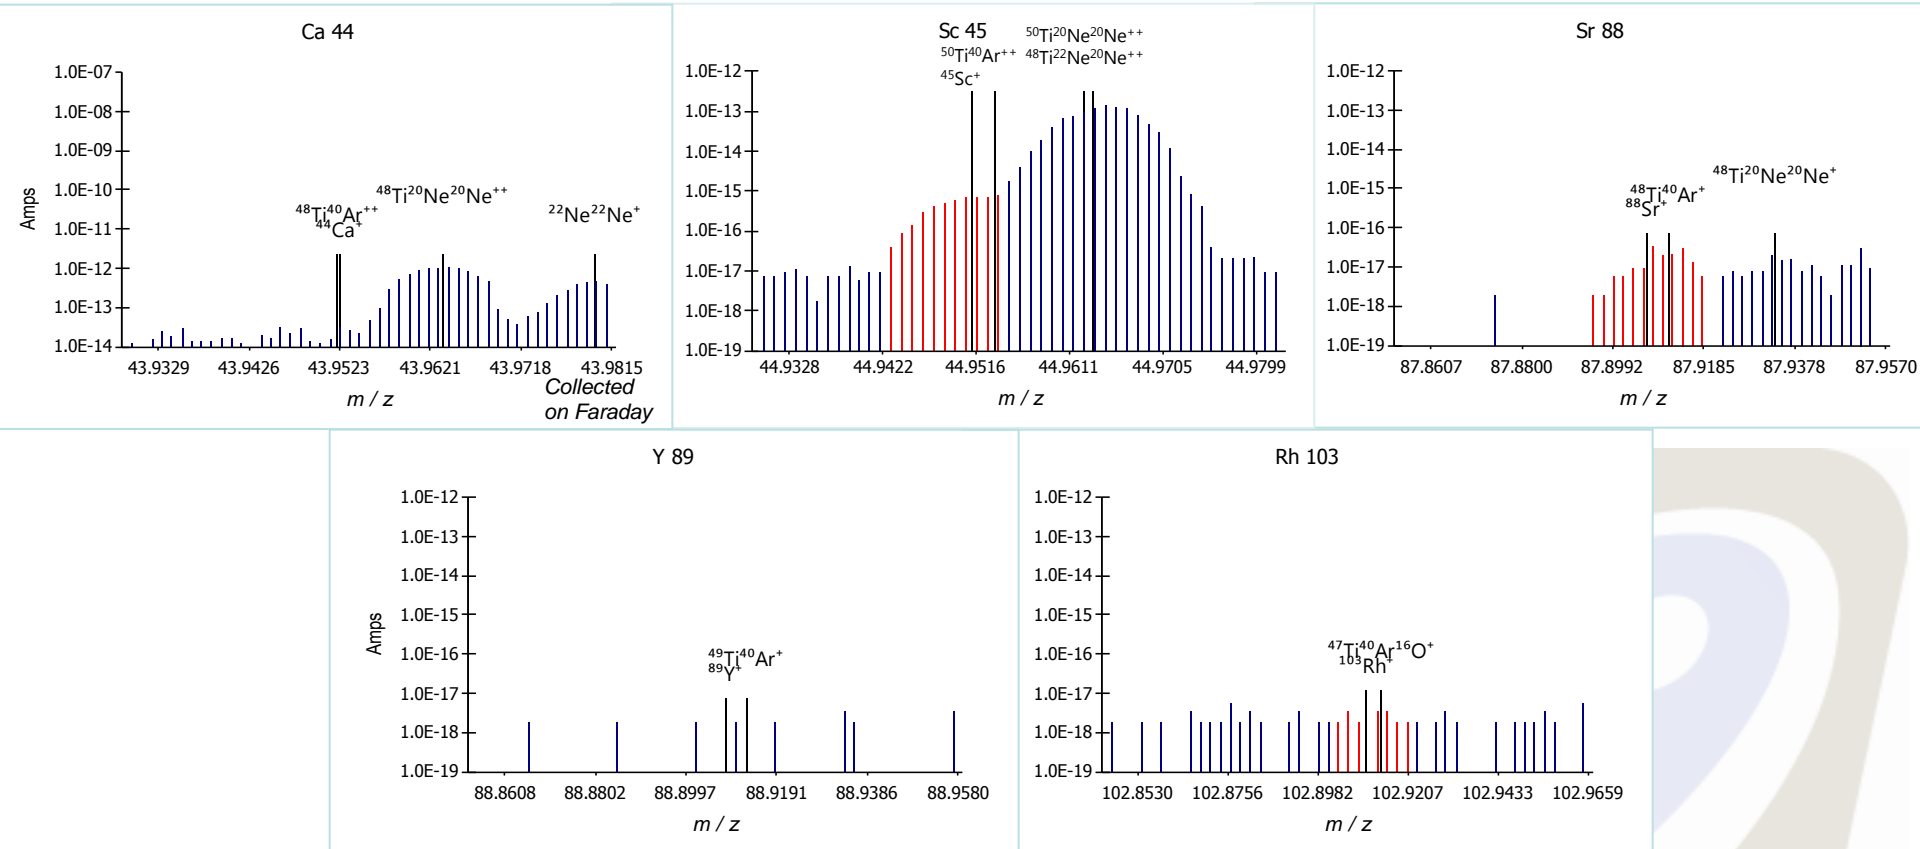 Ca 44
1.0E-07
1.0E-08
1.0E-09
1.0E-10
1.0E-11
1.0E-12
1.0E-13
1.0E-14
Amps
⁴⁸Ti²⁰Ne²⁰Ne⁺⁺
⁴⁸Ti⁴⁰Ar⁺⁺
⁴⁴Ca⁺
²²Ne²²Ne⁺
43.9329 43.9426 43.9523 43.9621 43.9718 43.9815
m / z
Collected
on Faraday
Sc 45
⁵⁰Ti²⁰Ne²⁰Ne⁺⁺
⁵⁰Ti⁴⁰Ar⁺⁺ ⁴⁸Ti²²Ne²⁰Ne⁺⁺
⁴⁵Sc⁺
1.0E-12
1.0E-13
1.0E-14
1.0E-15
1.0E-16
1.0E-17
1.0E-18
1.0E-19
44.9328 44.9422 44.9516 44.9611 44.9705 44.9799
m / z
Sr 88
1.0E-12
1.0E-13
1.0E-14
1.0E-15
1.0E-16
1.0E-17
1.0E-18
1.0E-19
⁴⁸Ti²⁰Ne²⁰Ne⁺
⁴⁸Ti⁴⁰Ar⁺
⁸⁸Sr⁺
87.8607 87.8800 87.8992 87.9185 87.9378 87.9570
m / z
Y 89
1.0E-12
1.0E-13
1.0E-14
1.0E-15
1.0E-16
1.0E-17
1.0E-18
1.0E-19
Amps
⁴⁹Ti⁴⁰Ar⁺
⁸⁹Y⁺
88.8608 88.8802 88.8997 88.9191 88.9386 88.9580
m / z
Rh 103
1.0E-12
1.0E-13
1.0E-14
1.0E-15
1.0E-16
1.0E-17
1.0E-18
1.0E-19
⁴⁷Ti⁴⁰Ar¹⁶O⁺
¹⁰³Rh⁺
102.8530 102.8756 102.8982 102.9207 102.9433 102.9659
m / z